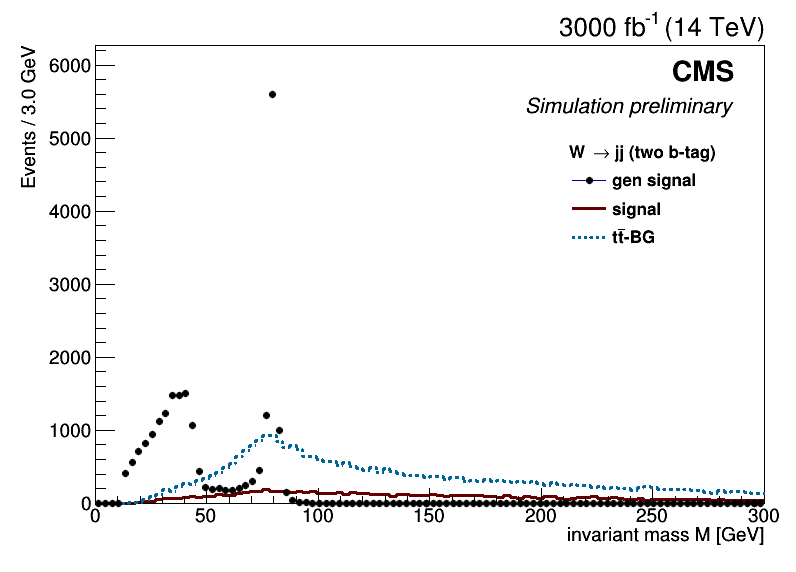 3000 fb⁻¹ (14 TeV)
Events / 3.0 GeV
CMS
Simulation preliminary
W → jj (two b-tag)
gen signal
signal
tt̄-BG
6000
5000
4000
3000
2000
1000
0
0 50 100 150 200 250 300
invariant mass M [GeV]